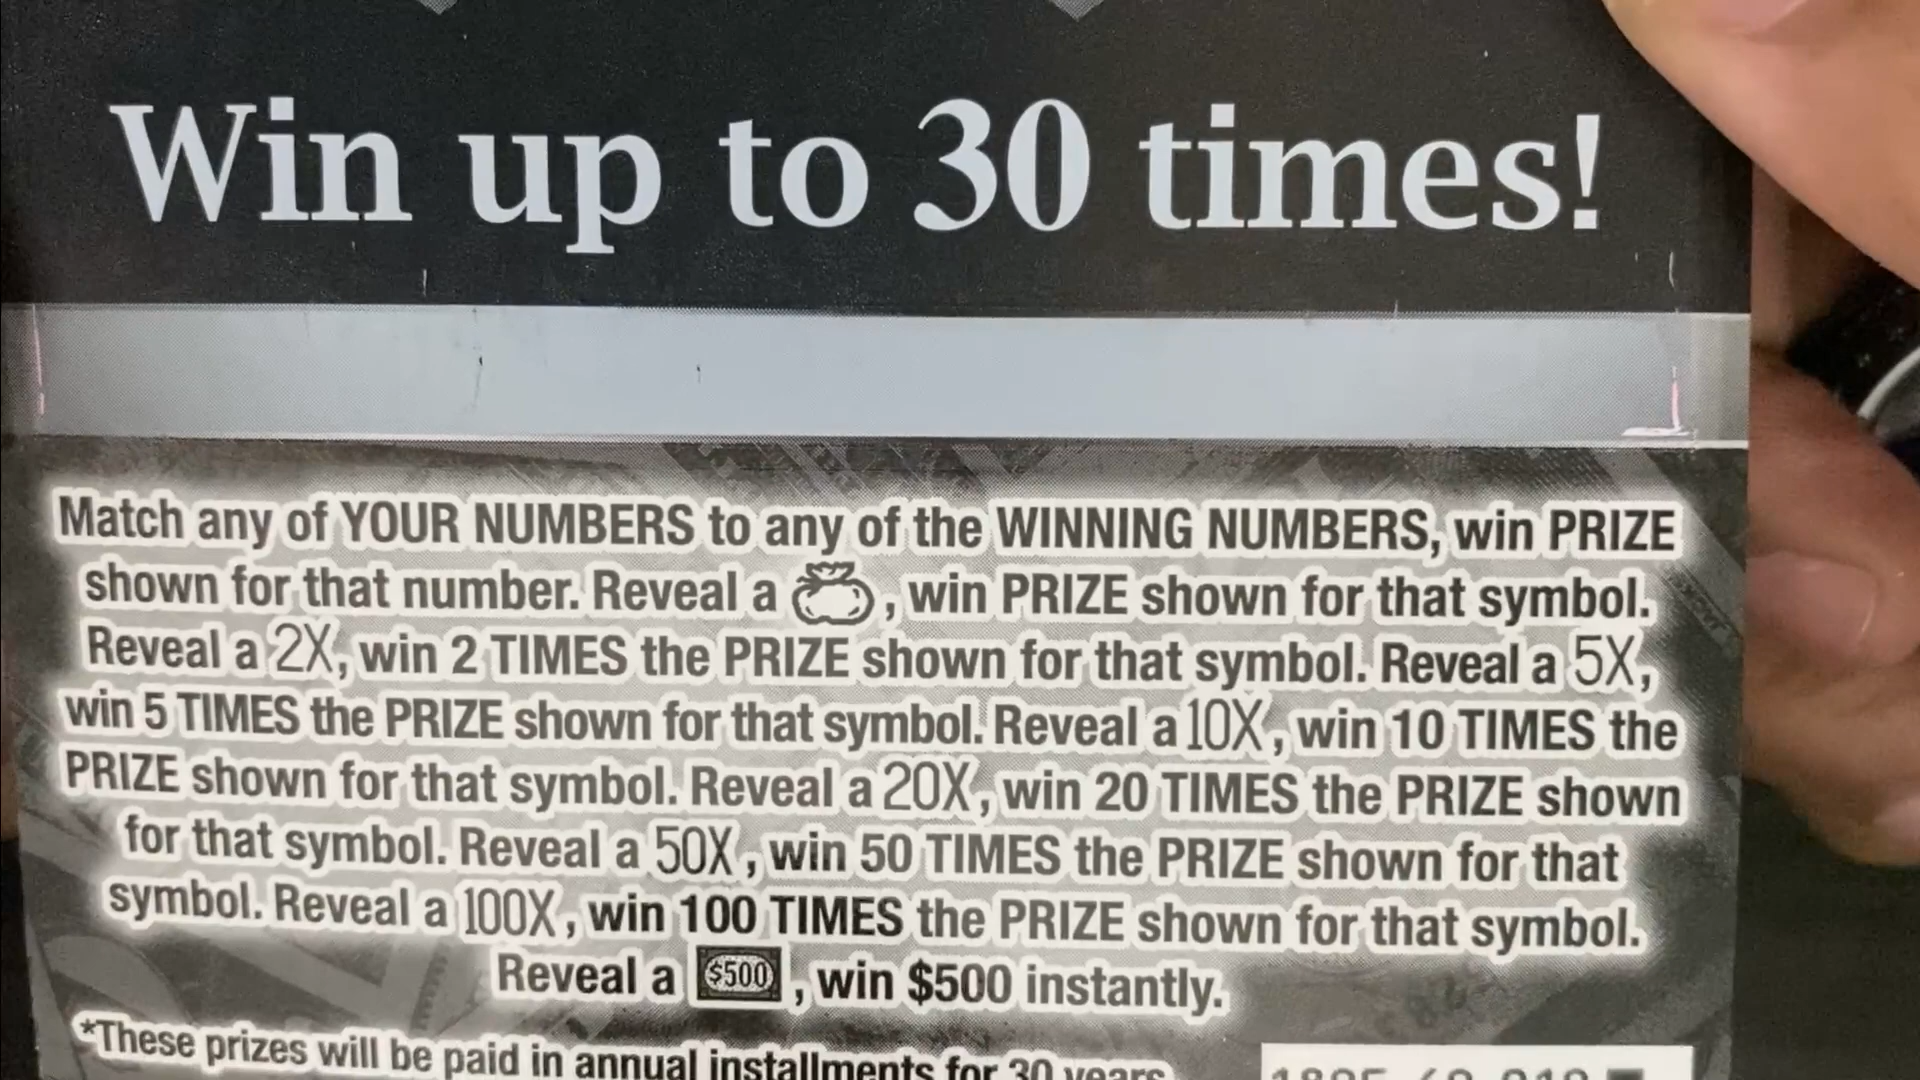 Win up to 30 times!
Match any of YOUR NUMBERS to any of the WINNING NUMBERS, win PRIZE
shown for that number. Reveal a , win PRIZE shown for that symbol.
Reveal a 2X, win 2 TIMES the PRIZE shown for that symbol. Reveal a 5X,
win 5 TIMES the PRIZE shown for that symbol. Reveal a 10X, win 10 TIMES the
PRIZE shown for that symbol. Reveal a 20X, win 20 TIMES the PRIZE shown
for that symbol. Reveal a 50X, win 50 TIMES the PRIZE shown for that
symbol. Reveal a 100X, win 100 TIMES the PRIZE shown for that symbol.
Reveal a $500, win $500 instantly.
*These prizes will be paid in annual installments for 30 years